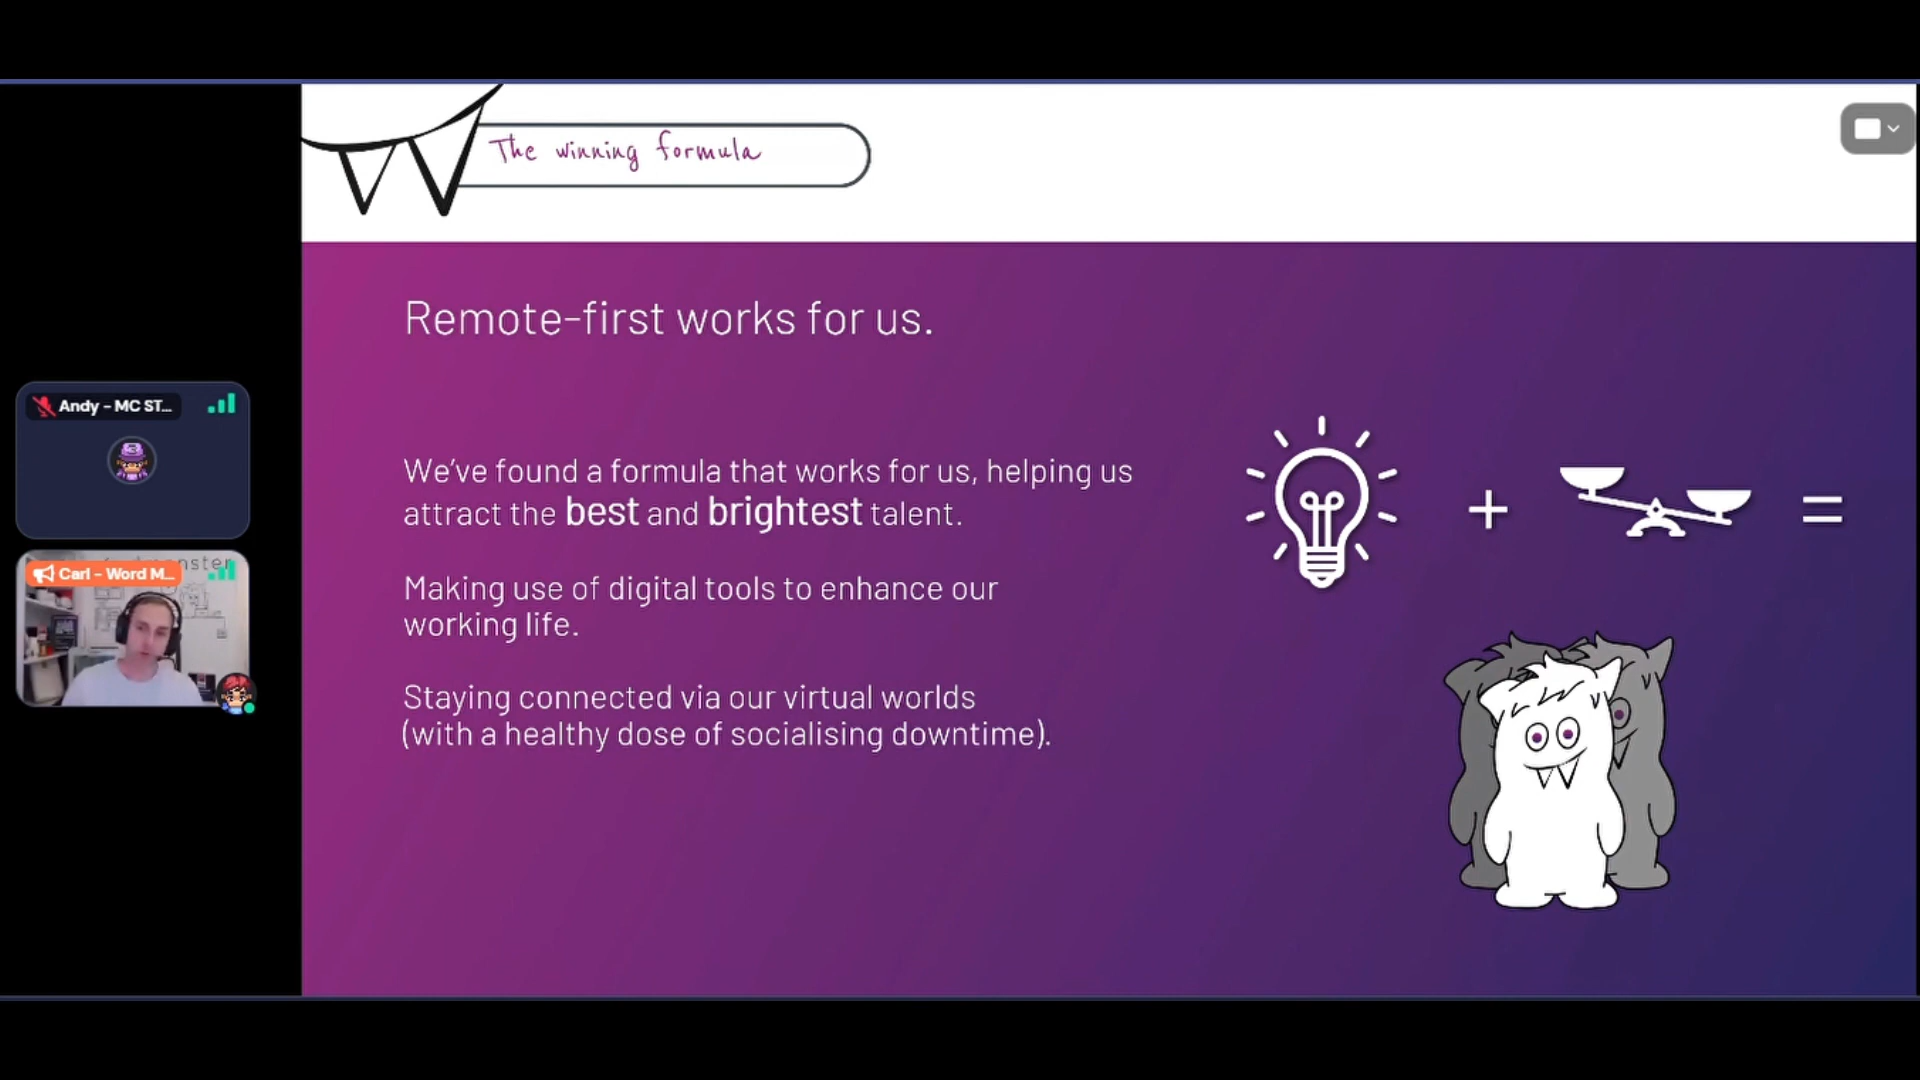 The winning formula
Remote-first works for us.
We've found a formula that works for us, helping us
attract the best and brightest talent.
Making use of digital tools to enhance our
working life.
Staying connected via our virtual worlds
(with a healthy dose of socialising downtime).
+
=
Andy - MC ST...
Carl - Word M...